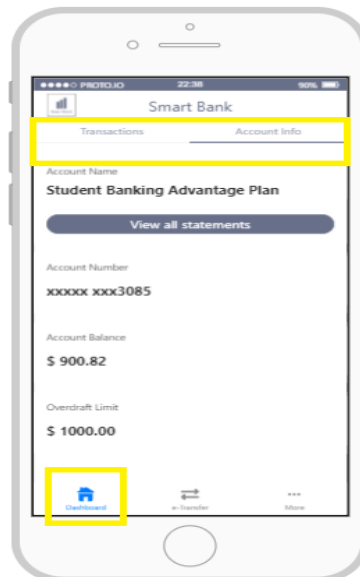 PROTO.IO 22:36 90%
Smart Bank
Transactions Account Info
Account Name
Student Banking Advantage Plan
View all statements
Account Number
xxxxx xxx3085
Account Balance
$ 900.82
Overdraft Limit
$ 1000.00
Dashboard e-Transfer More